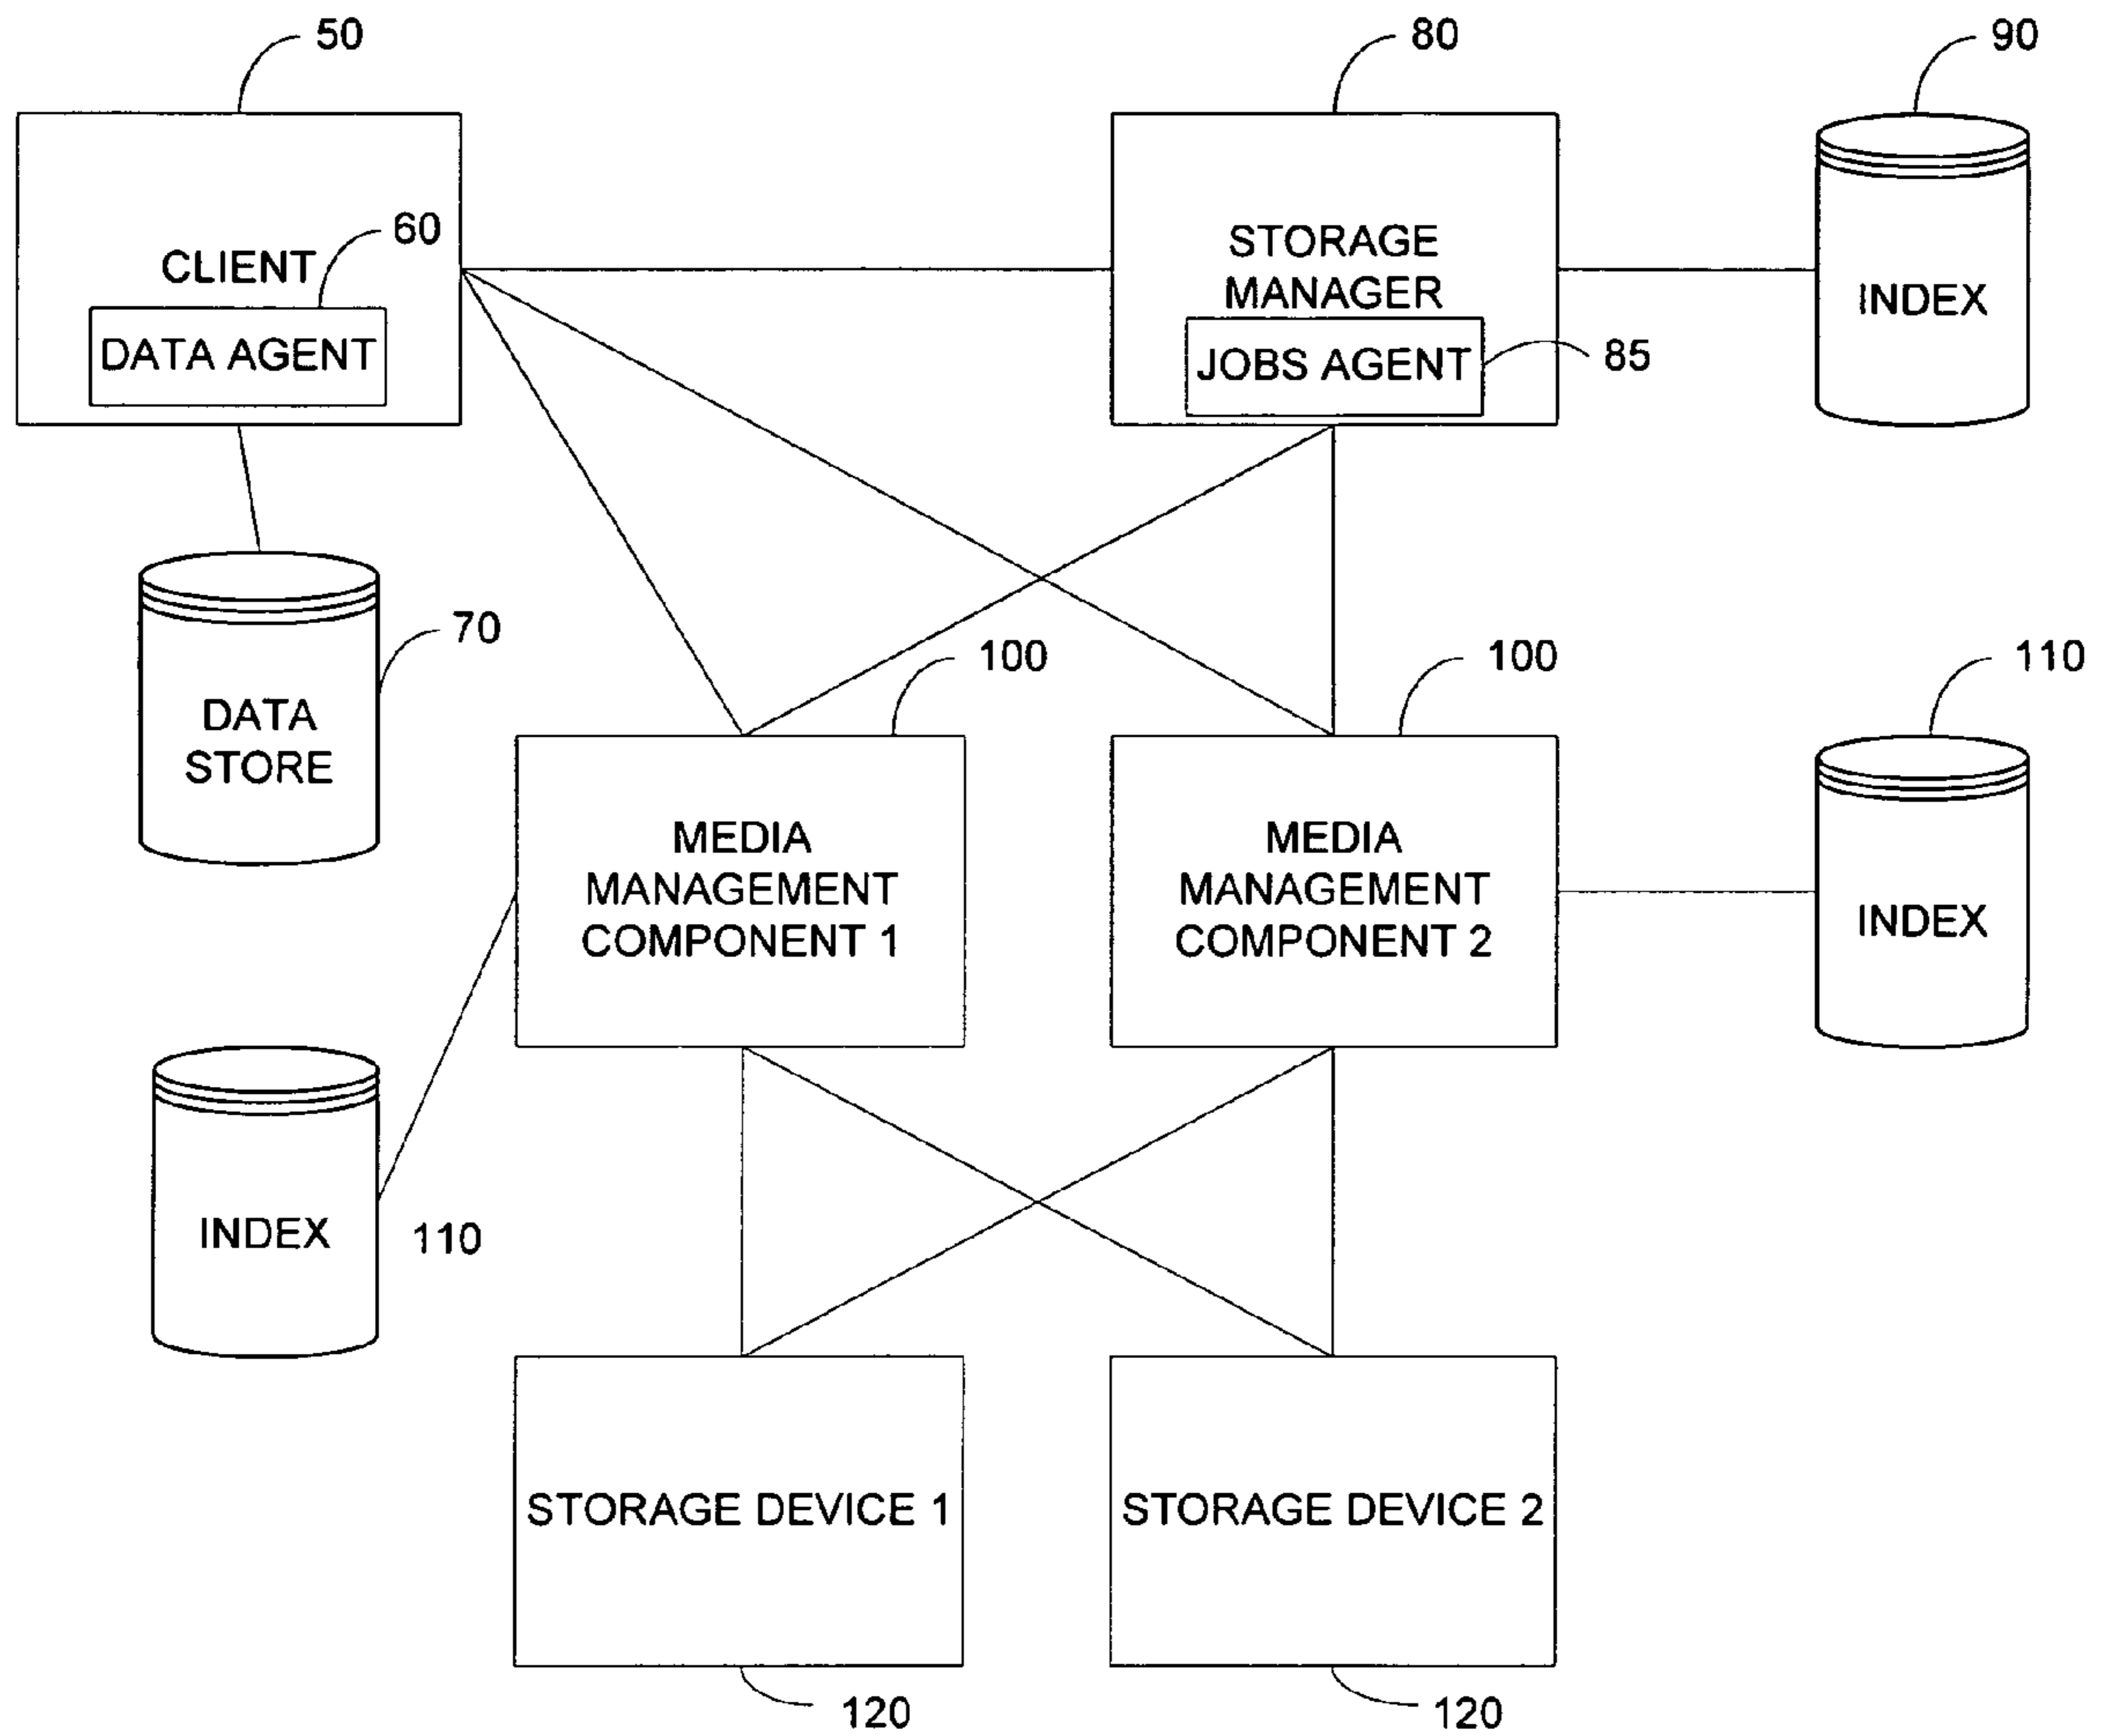 50
80
90
60
CLIENT
DATA AGENT
STORAGE
MANAGER
JOBS AGENT
85
INDEX
70
DATA
STORE
100
100
110
MEDIA
MANAGEMENT
COMPONENT 1
MEDIA
MANAGEMENT
COMPONENT 2
INDEX
INDEX
110
STORAGE DEVICE 1
STORAGE DEVICE 2
120
120